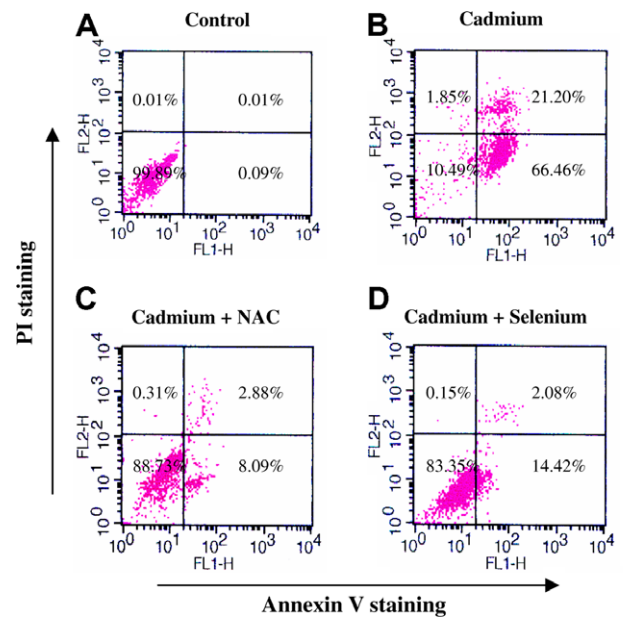 A Control
10^4
10^3
10^2
10^1
10^0
FL2-H
0.01% 0.01%
99.89% 0.09%
10^0 10^1 10^2 10^3 10^4
FL1-H
B Cadmium
10^4
10^3
10^2
10^1
10^0
FL2-H
1.85% 21.20%
10.49% 66.46%
10^0 10^1 10^2 10^3 10^4
FL1-H
PI staining
C Cadmium + NAC
10^4
10^3
10^2
10^1
10^0
FL2-H
0.31% 2.88%
88.73% 8.09%
10^0 10^1 10^2 10^3 10^4
FL1-H
D Cadmium + Selenium
10^4
10^3
10^2
10^1
10^0
FL2-H
0.15% 2.08%
83.35% 14.42%
10^0 10^1 10^2 10^3 10^4
FL1-H
Annexin V staining